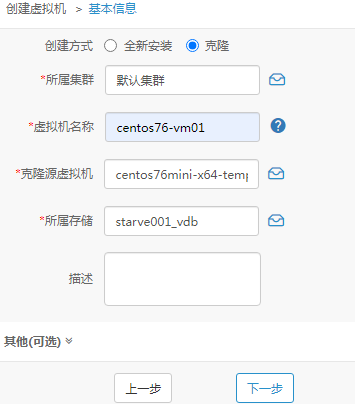 创建虚拟机 > 基本信息
创建方式 全新安装 克隆
*所属集群 默认集群
*虚拟机名称 centos76-vm01 ?
*克隆源虚拟机 centos76mini-x64-temp
*所属存储 starve001_vdb
描述
其他(可选)
上一步 下一步